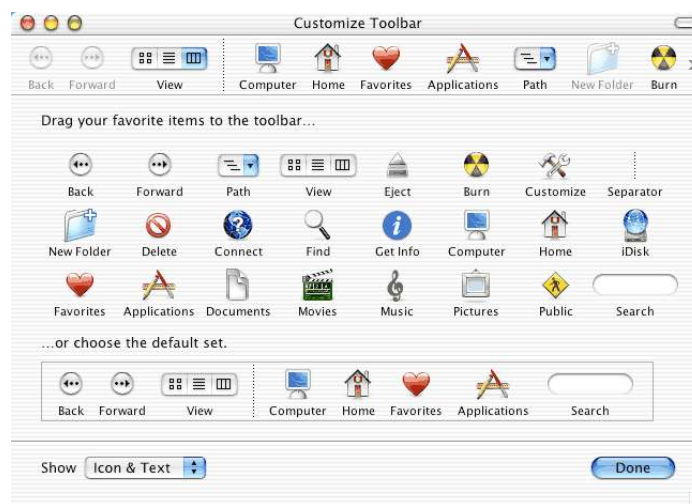 Customize Toolbar
Back Forward View Computer Home Favorites Applications Path New Folder Burn
Drag your favorite items to the toolbar...
Back Forward Path View Eject Burn Customize Separator
New Folder Delete Connect Find Get Info Computer Home iDisk
Favorites Applications Documents Movies Music Pictures Public Search
...or choose the default set.
Back Forward View Computer Home Favorites Applications Search
Show Icon & Text Done